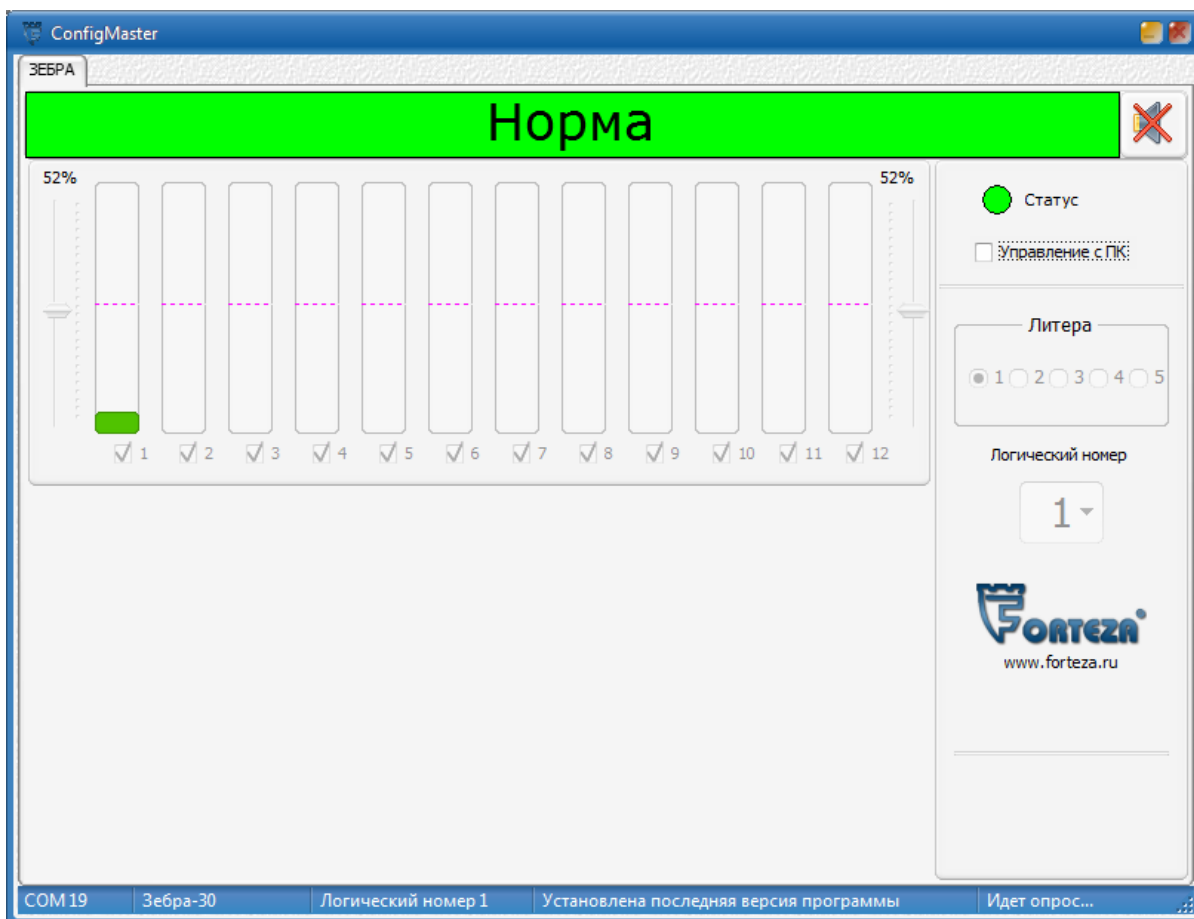 ConfigMaster
ЗЕБРА
Норма
52%
52%
1 2 3 4 5 6 7 8 9 10 11 12
Статус
Управление с ПК
Литера
1 2 3 4 5
Логический номер
1
FORTEZA
www.forteza.ru
COM 19 Зебра-30 Логический номер 1 Установлена последняя версия программы Идет опрос...